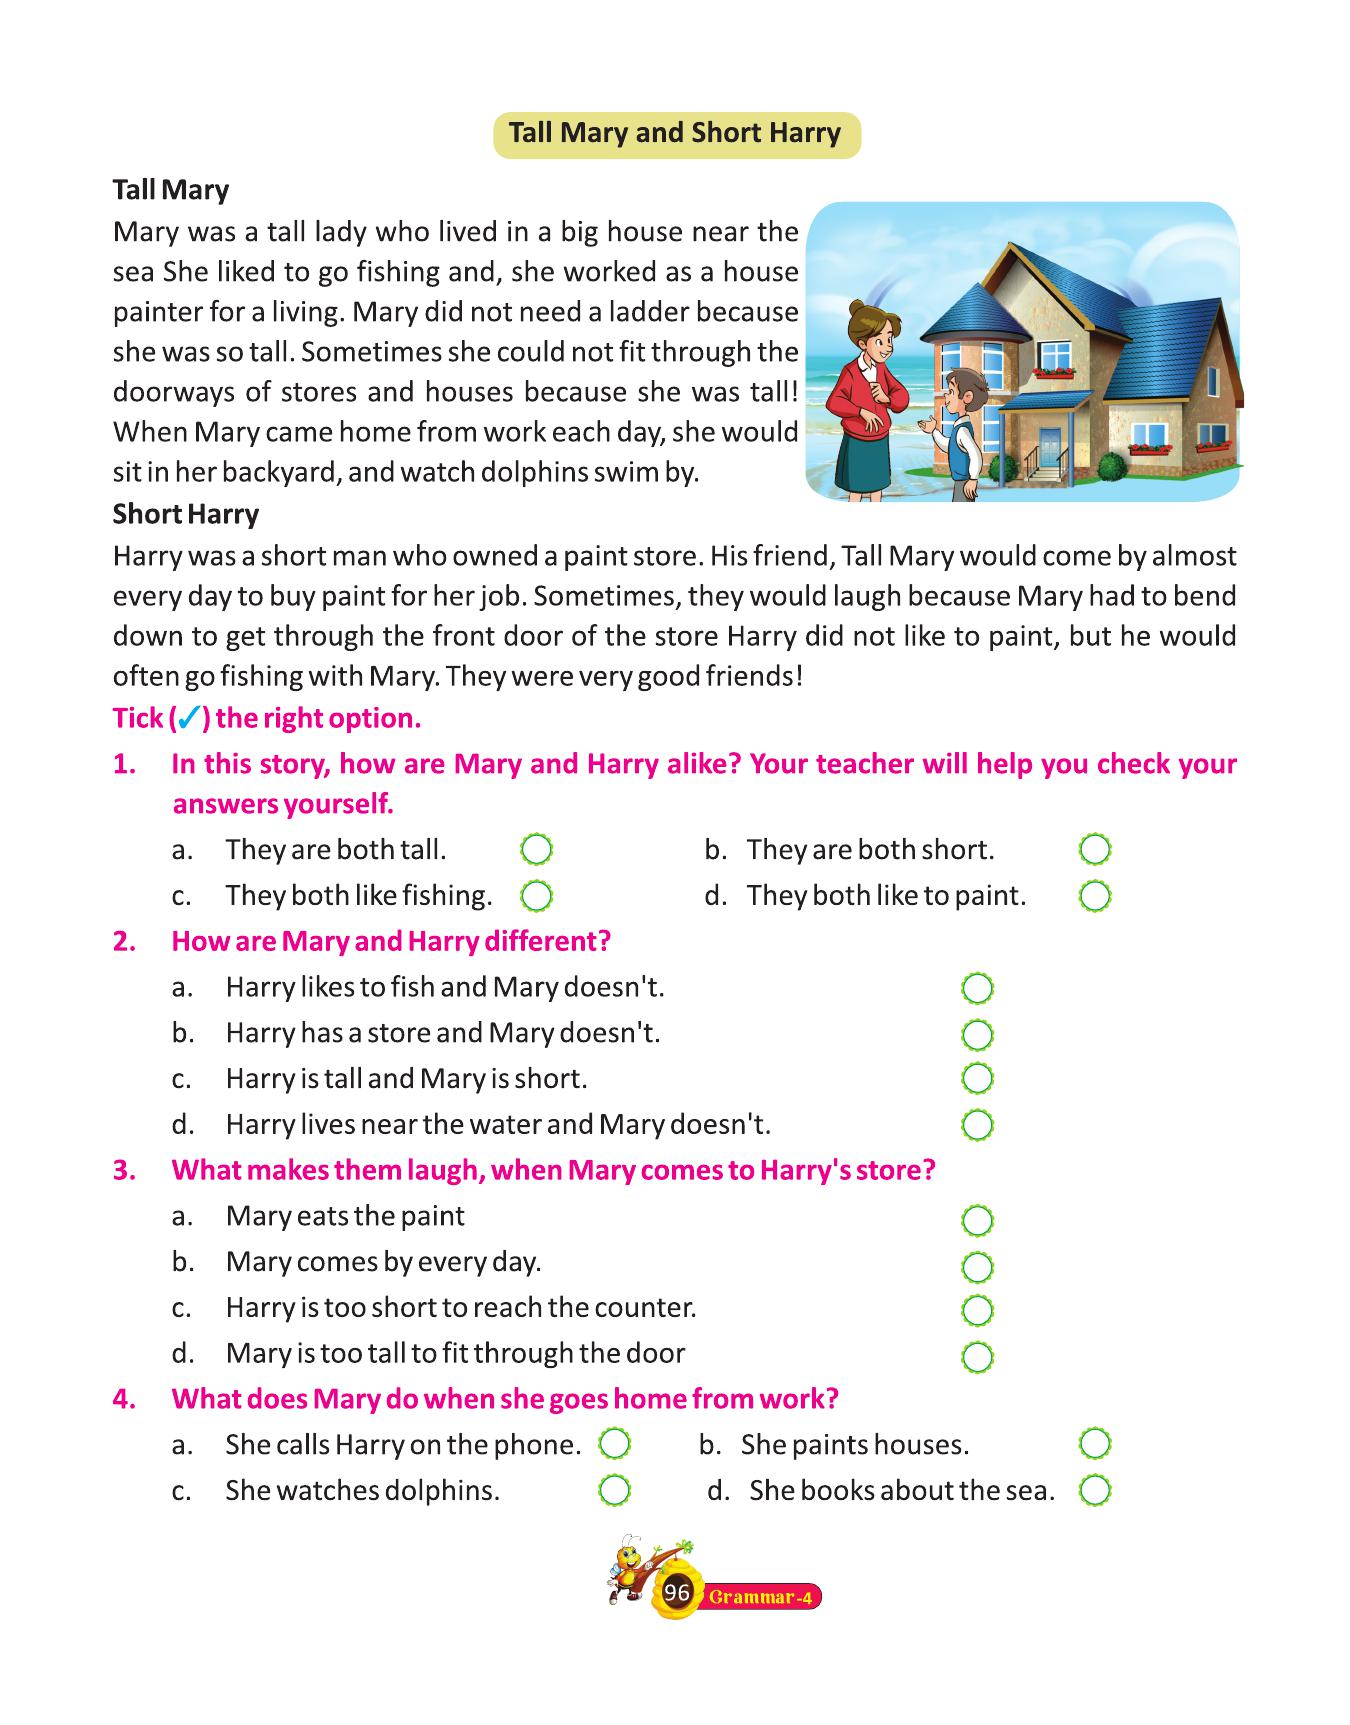 Tall Mary and Short Harry
Tall Mary
Mary was a tall lady who lived in a big house near the
sea She liked to go fishing and, she worked as a house
painter for a living. Mary did not need a ladder because
she was so tall. Sometimes she could not fit through the
doorways of stores and houses because she was tall!
When Mary came home from work each day, she would
sit in her backyard, and watch dolphins swim by.
Short Harry
Harry was a short man who owned a paint store. His friend, Tall Mary would come by almost
every day to buy paint for her job. Sometimes, they would laugh because Mary had to bend
down to get through the front door of the store Harry did not like to paint, but he would
often go fishing with Mary. They were very good friends!
Tick (✓) the right option.
1. In this story, how are Mary and Harry alike? Your teacher will help you check your
answers yourself.
a. They are both tall. b. They are both short.
c. They both like fishing. d. They both like to paint.
2. How are Mary and Harry different?
a. Harry likes to fish and Mary doesn't.
b. Harry has a store and Mary doesn't.
c. Harry is tall and Mary is short.
d. Harry lives near the water and Mary doesn't.
3. What makes them laugh, when Mary comes to Harry's store?
a. Mary eats the paint
b. Mary comes by every day.
c. Harry is too short to reach the counter.
d. Mary is too tall to fit through the door
4. What does Mary do when she goes home from work?
a. She calls Harry on the phone. b. She paints houses.
c. She watches dolphins. d. She books about the sea.
96 Grammar-4